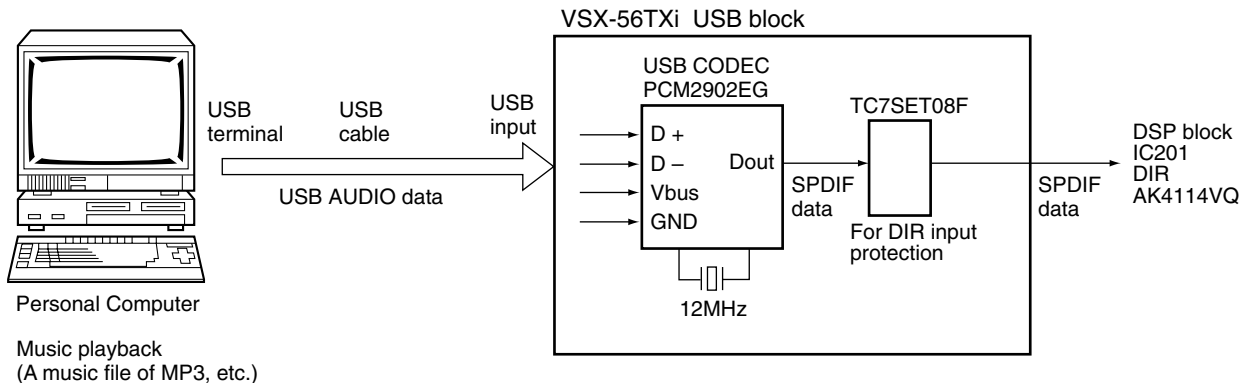 VSX-56TXi USB block
USB CODEC
PCM2902EG
TC7SET08F
USB
terminal
USB
cable
USB
input
USB AUDIO data
D +
D –
Vbus
GND
Dout
SPDIF
data
For DIR input
protection
12MHz
SPDIF
data
DSP block
IC201
DIR
AK4114VQ
Personal Computer
Music playback
(A music file of MP3, etc.)